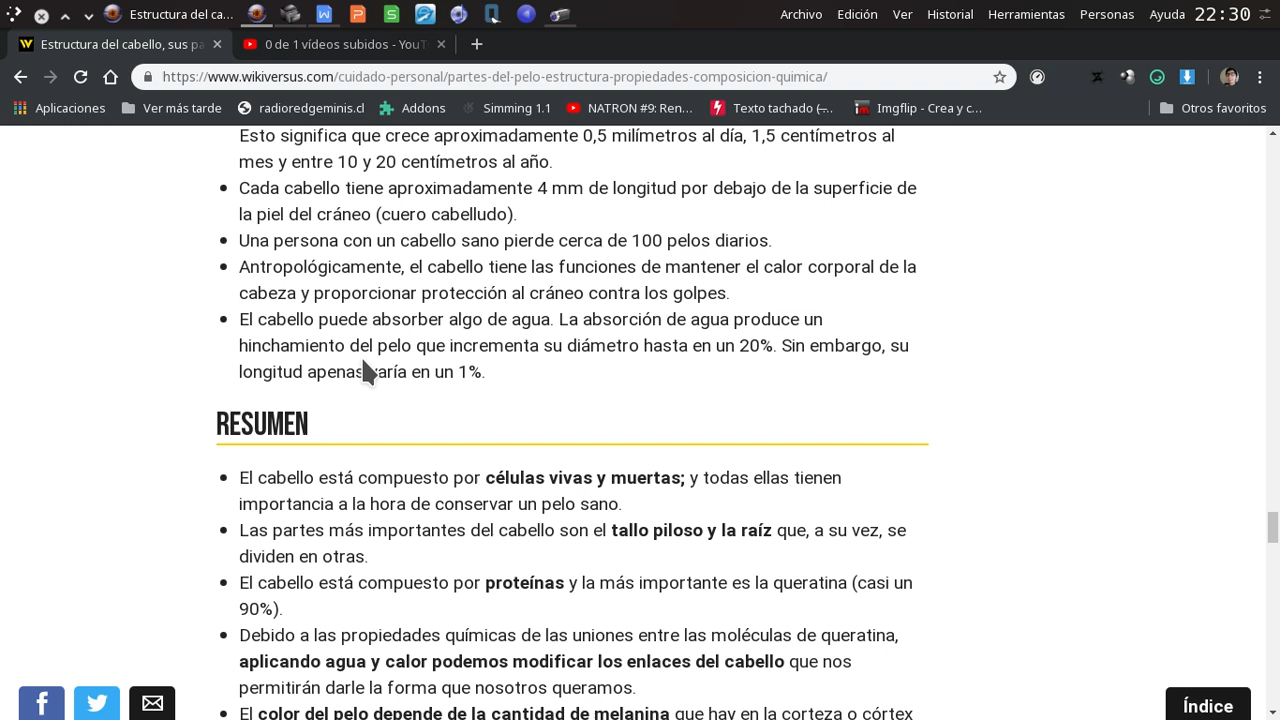 Estructura del ca...
Archivo Edición Ver Historial Herramientas Personas Ayuda 22:30
Estructura del cabello, sus pa
0 de 1 vídeos subidos - YouT
https://www.wikiversus.com/cuidado-personal/partes-del-pelo-estructura-propiedades-composicion-quimica/
Aplicaciones Ver más tarde radioredgeminis.cl Addons Simming 1.1 NATRON #9: Ren... Texto tachado (... Imgflip - Crea y c... Otros favoritos
Esto significa que crece aproximadamente 0,5 milímetros al día, 1,5 centímetros al
mes y entre 10 y 20 centímetros al año.
Cada cabello tiene aproximadamente 4 mm de longitud por debajo de la superficie de
la piel del cráneo (cuero cabelludo).
Una persona con un cabello sano pierde cerca de 100 pelos diarios.
Antropológicamente, el cabello tiene las funciones de mantener el calor corporal de la
cabeza y proporcionar protección al cráneo contra los golpes.
El cabello puede absorber algo de agua. La absorción de agua produce un
hinchamiento del pelo que incrementa su diámetro hasta en un 20%. Sin embargo, su
longitud apenas varía en un 1%.
RESUMEN
El cabello está compuesto por células vivas y muertas; y todas ellas tienen
importancia a la hora de conservar un pelo sano.
Las partes más importantes del cabello son el tallo piloso y la raíz que, a su vez, se
dividen en otras.
El cabello está compuesto por proteínas y la más importante es la queratina (casi un
90%).
Debido a las propiedades químicas de las uniones entre las moléculas de queratina,
aplicando agua y calor podemos modificar los enlaces del cabello que nos
permitirán darle la forma que nosotros queramos.
El color del pelo depende de la cantidad de melanina que hay en la corteza o córtex
Índice